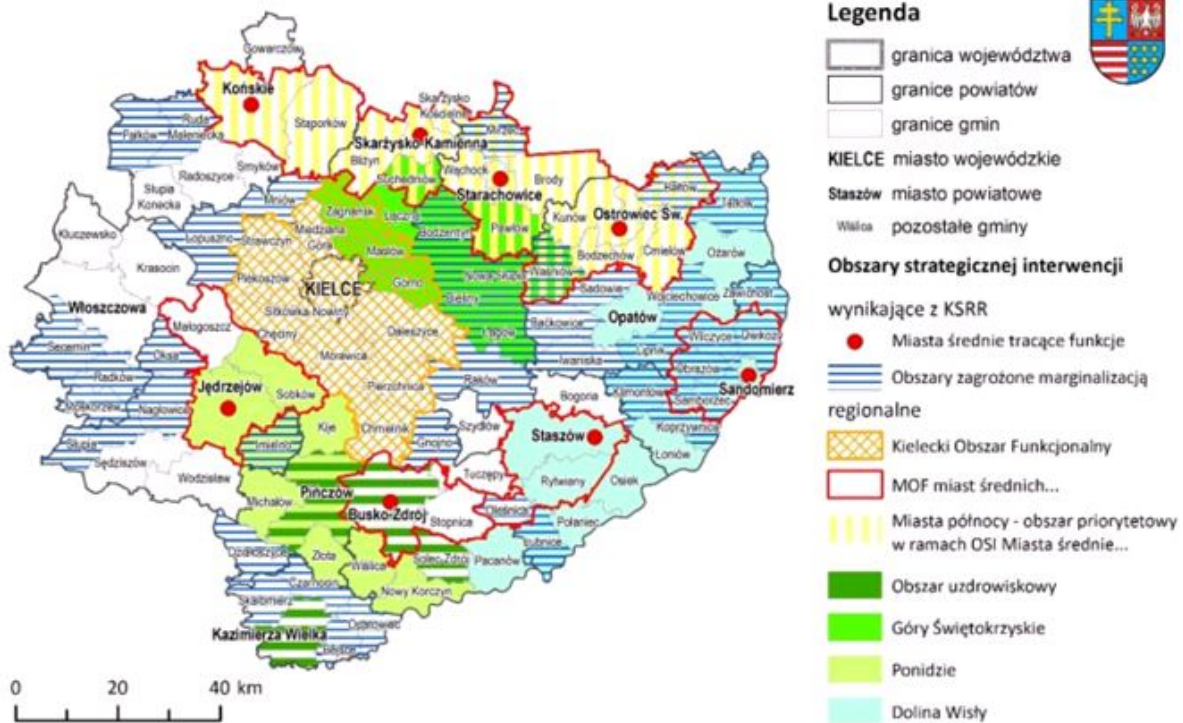 Gowarczów
Końskie
Stąporków
Skarżysko
Kościelne
Ruda
Maleniecka
Fałków
Mirzec
Skarżysko-Kamienna
Bliżyn
Smyków
Radoszyce
Suchedniów
Wąchock
Brody
Starachowice
Słupia
Konecka
Mniów
Zagnańsk
Łączna
Kunów
Ostrowiec Św.
Bałtów
Tarłów
Kluczewsko
Łopuszno
Strawczyn
Miedziana
Góra
Masłów
Bodzentyn
Pawłów
Bodzechów
Ćmielów
Ożarów
Krasocin
Piekoszów
KIELCE
Górno
Nowa Słupia
Waśniów
Sadowie
Wojciechowice
Zawichost
Włoszczowa
Małogoszcz
Sitkówka-Nowiny
Bieliny
Opatów
Chęciny
Daleszyce
Łagów
Baćkowice
Wilczyce
Dwikozy
Secemin
Oksa
Morawica
Iwaniska
Lipnik
Obrazów
Radków
Jędrzejów
Sobków
Pierzchnica
Raków
Klimontów
Samborzec
Sandomierz
Moskorzew
Nagłowice
Bogoria
Kije
Chmielnik
Gnojno
Szydłów
Staszów
Koprzywnica
Słupia
Imielno
Łoniów
Sędziszów
Wodzisław
Tuczępy
Rytwiany
Osiek
Pińczów
Michałów
Busko-Zdrój
Stopnica
Oleśnica
Połaniec
Łubnice
Działoszyce
Złota
Wiślica
Solec-Zdrój
Pacanów
Czarnocin
Nowy Korczyn
Skalbmierz
Kazimierza Wielka
Bejsce
0 20 40 km
Legenda
granica województwa
granice powiatów
granice gmin
KIELCE miasto wojewódzkie
Staszów miasto powiatowe
Wiślica pozostałe gminy
Obszary strategicznej interwencji
wynikające z KSRR
Miasta średnie tracące funkcje
Obszary zagrożone marginalizacją
regionalne
Kielecki Obszar Funkcjonalny
MOF miast średnich...
Miasta północy - obszar priorytetowy
w ramach OSI Miasta średnie...
Obszar uzdrowiskowy
Góry Świętokrzyskie
Ponidzie
Dolina Wisły